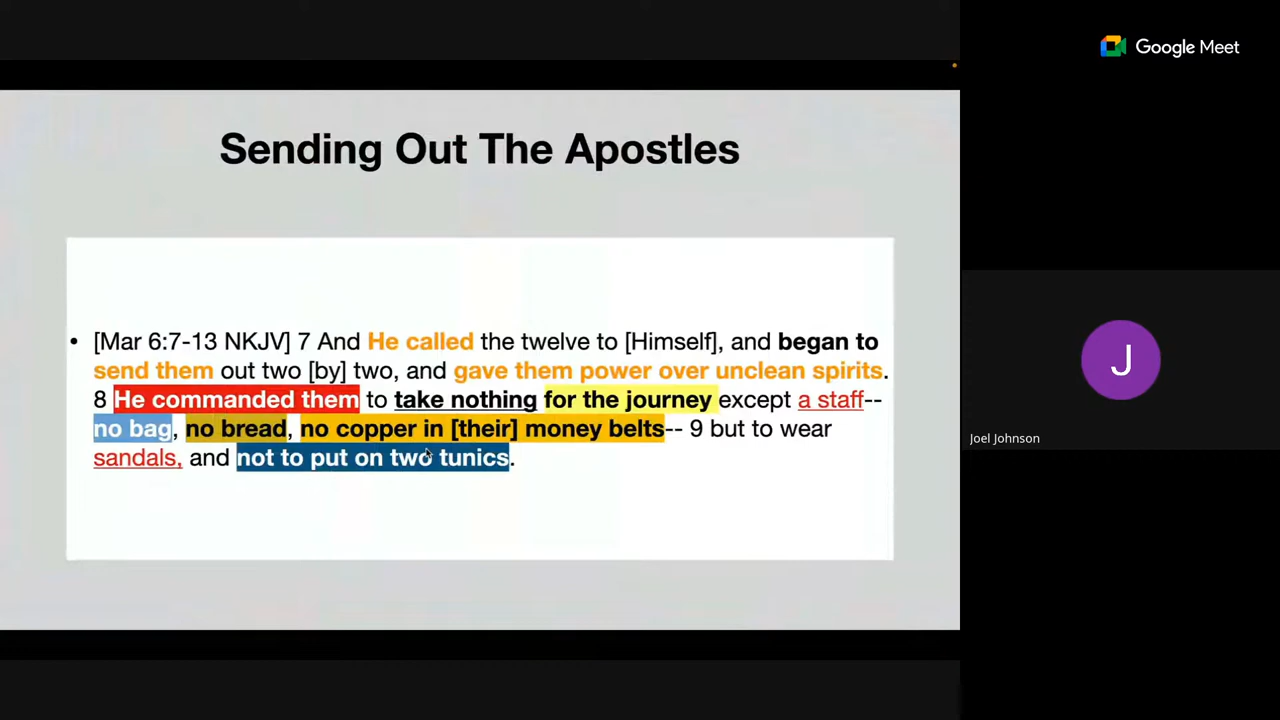 Google Meet
Sending Out The Apostles
• [Mar 6:7-13 NKJV] 7 And He called the twelve to [Himself], and began to
send them out two [by] two, and gave them power over unclean spirits.
8 He commanded them to take nothing for the journey except a staff--
no bag, no bread, no copper in [their] money belts-- 9 but to wear
sandals, and not to put on two tunics.
J
Joel Johnson